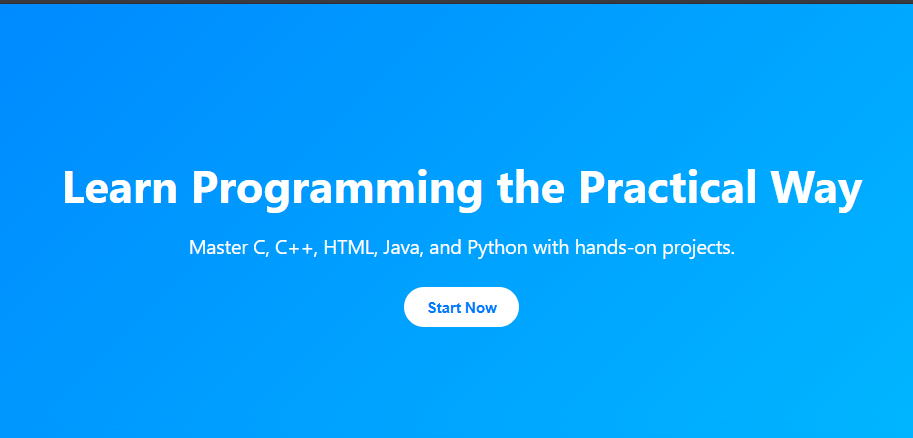 Learn Programming the Practical Way
Master C, C++, HTML, Java, and Python with hands-on projects.
Start Now